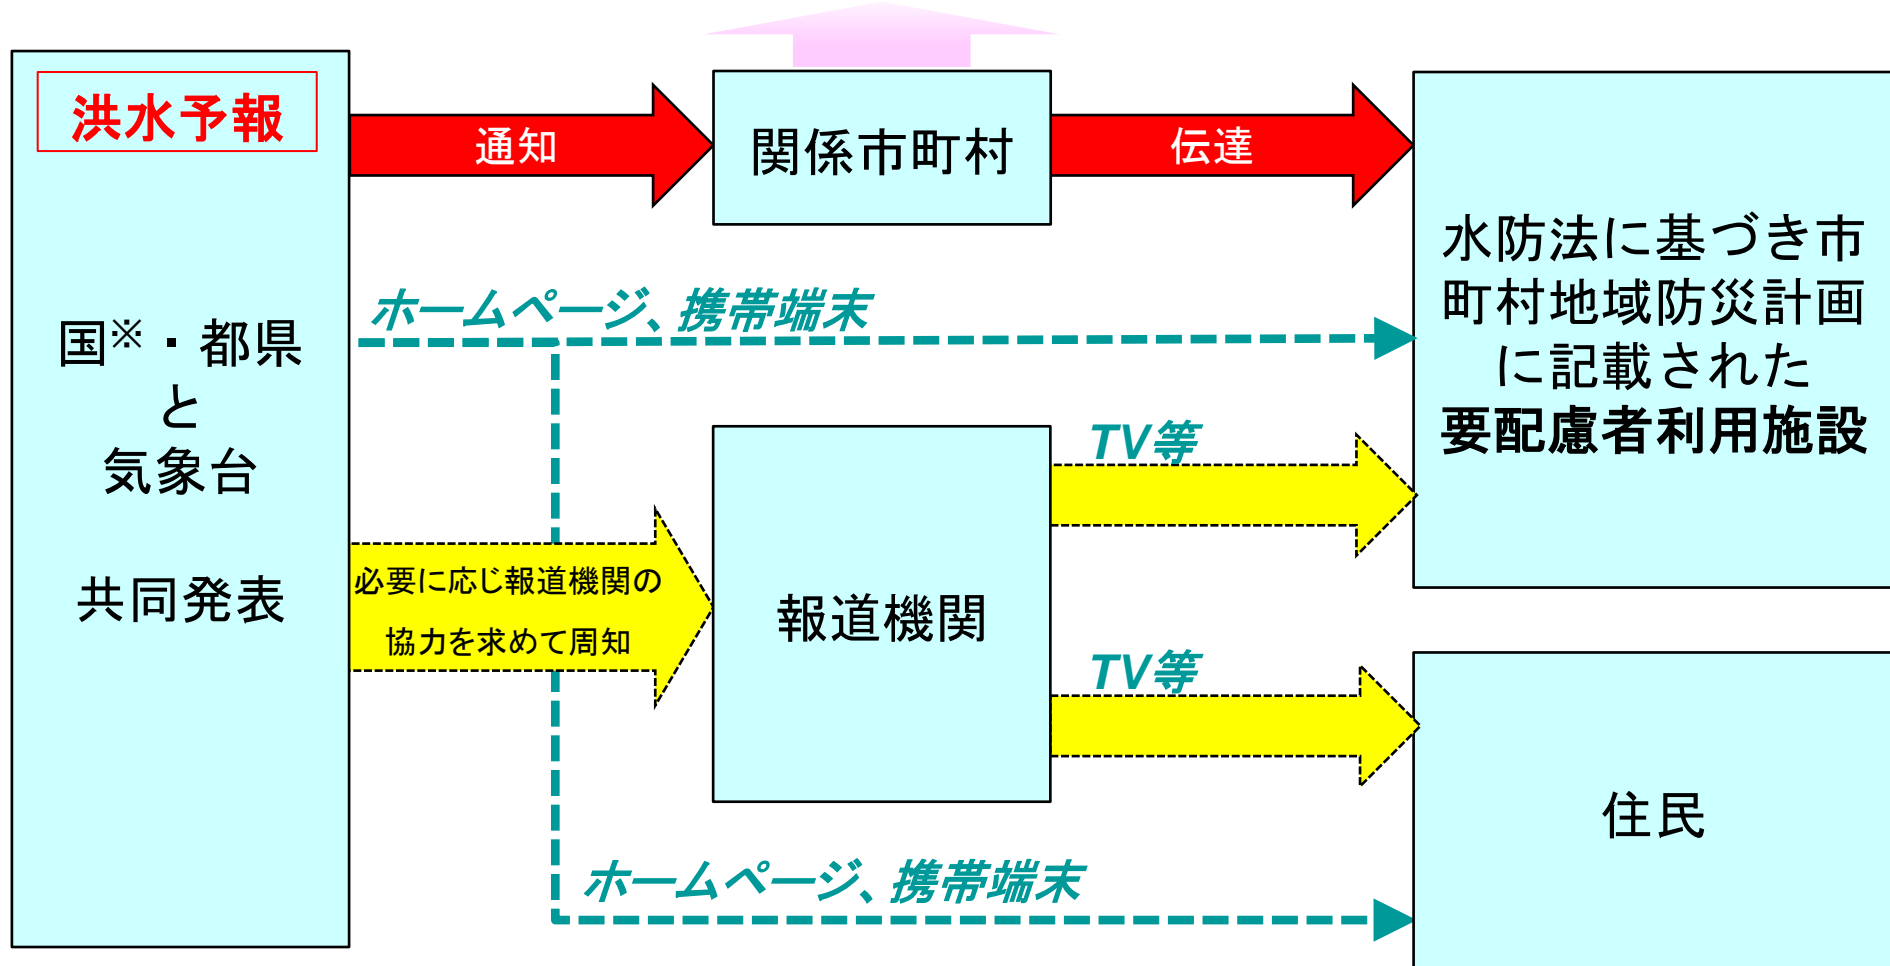 洪水予報
国※・都県
と
気象台
共同発表
通知
関係市町村
伝達
水防法に基づき市
町村地域防災計画
に記載された
要配慮者利用施設
ホームページ、携帯端末
必要に応じ報道機関の
協力を求めて周知
報道機関
TV等
TV等
住民
ホームページ、携帯端末